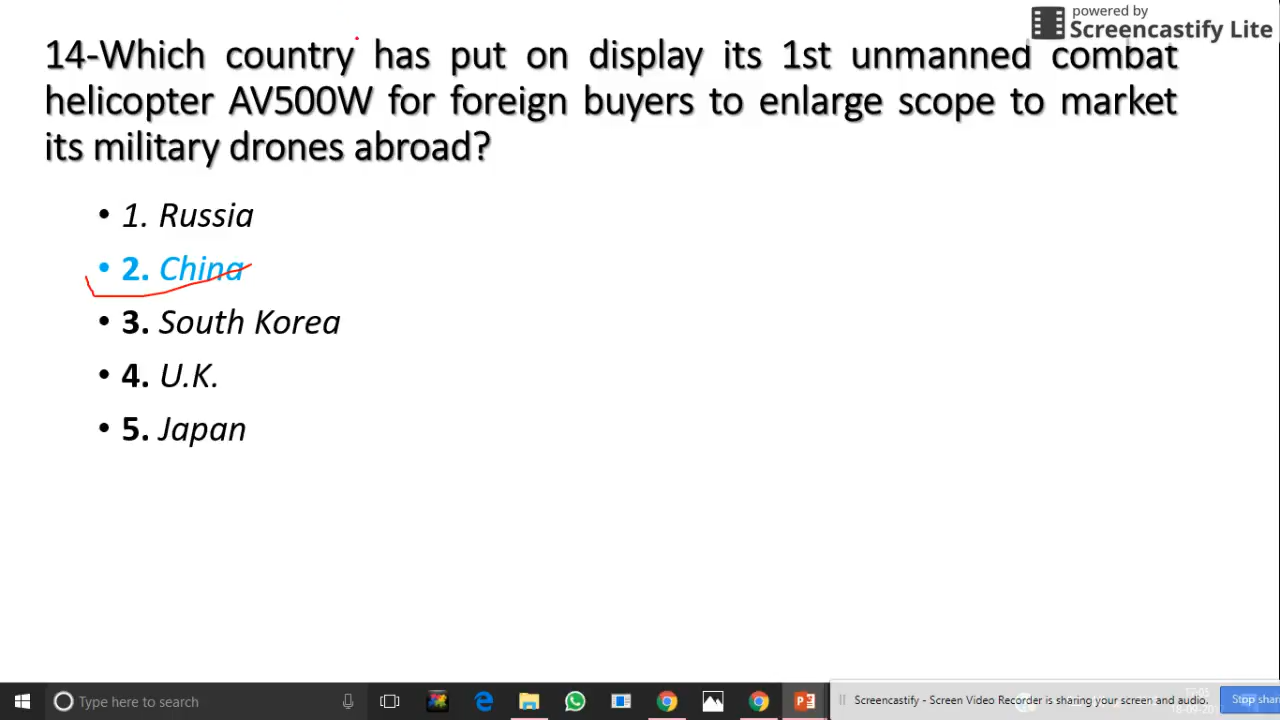 powered by
Screencastify Lite
14-Which country has put on display its 1st unmanned combat
helicopter AV500W for foreign buyers to enlarge scope to market
its military drones abroad?
• 1. Russia
• 2. China
• 3. South Korea
• 4. U.K.
• 5. Japan
Type here to search
Screencastify - Screen Video Recorder is sharing your screen and audio.
Stop shar